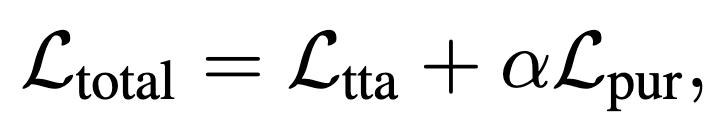 ℒ_total = ℒ_tta + αℒ_pur,